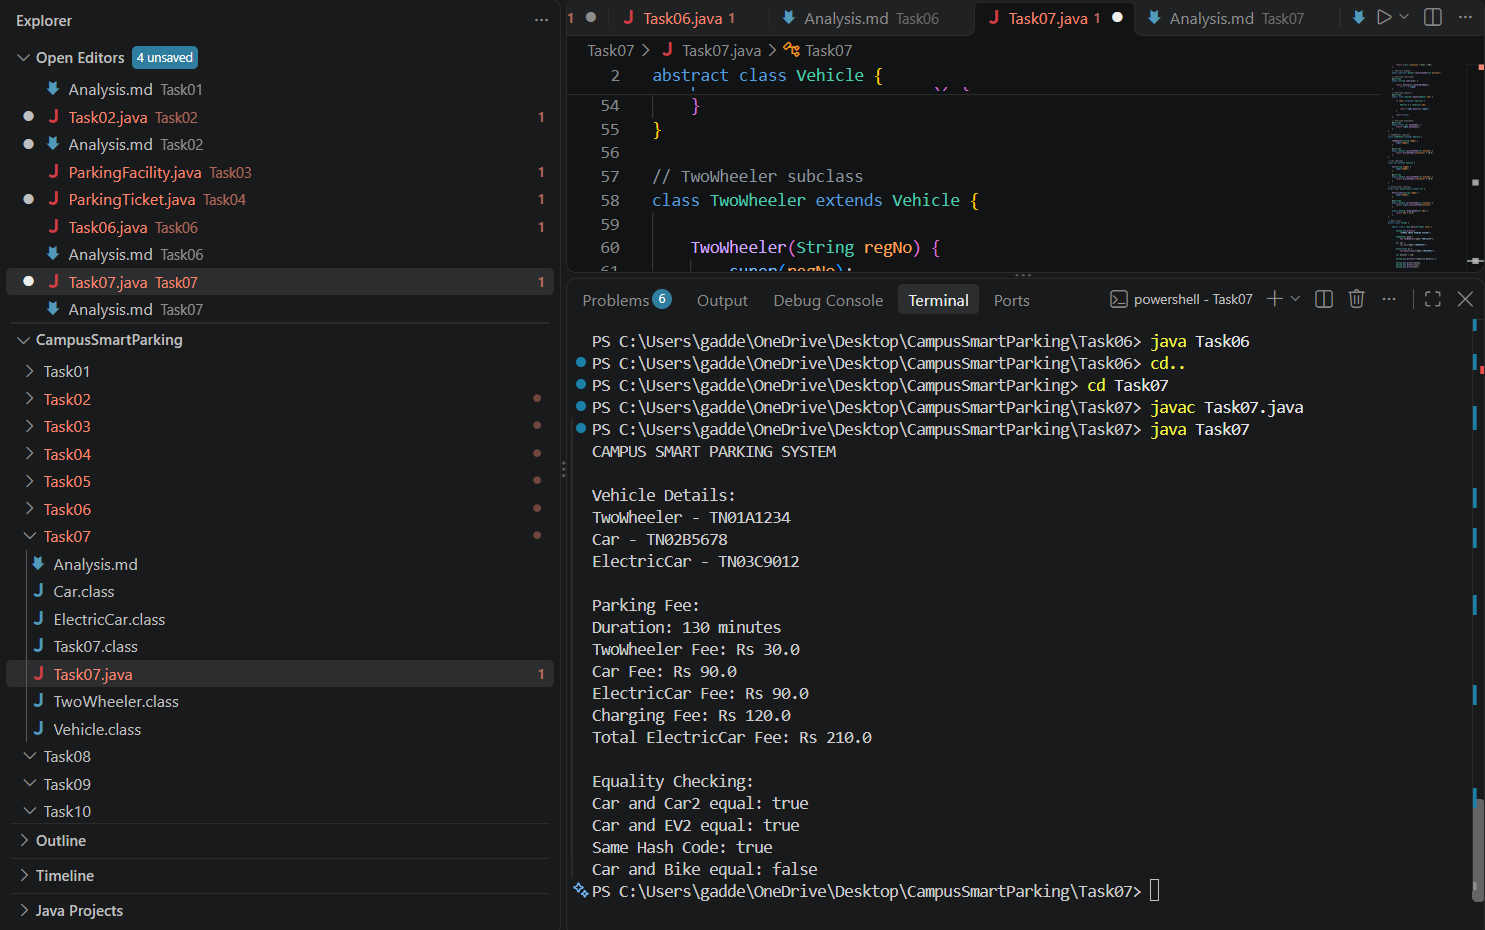 Explorer
Open Editors 4 unsaved
Analysis.md Task01
Task02.java Task02 1
Analysis.md Task02
ParkingFacility.java Task03 1
ParkingTicket.java Task04 1
Task06.java Task06 1
Analysis.md Task06
Task07.java Task07 1
Analysis.md Task07
CampusSmartParking
Task01
Task02
Task03
Task04
Task05
Task06
Task07
Analysis.md
Car.class
ElectricCar.class
Task07.class
Task07.java 1
TwoWheeler.class
Vehicle.class
Task08
Task09
Task10
Outline
Timeline
Java Projects
1 Task06.java 1 Analysis.md Task06 Task07.java 1 Analysis.md Task07
Task07 > Task07.java > Task07
2 abstract class Vehicle {
54 }
55 }
56
57 // TwoWheeler subclass
58 class TwoWheeler extends Vehicle {
59
60 TwoWheeler(String regNo) {
61 super(regNo);
Problems 6 Output Debug Console Terminal Ports powershell - Task07
PS C:\Users\gadde\OneDrive\Desktop\CampusSmartParking\Task06> java Task06
PS C:\Users\gadde\OneDrive\Desktop\CampusSmartParking\Task06> cd..
PS C:\Users\gadde\OneDrive\Desktop\CampusSmartParking> cd Task07
PS C:\Users\gadde\OneDrive\Desktop\CampusSmartParking\Task07> javac Task07.java
PS C:\Users\gadde\OneDrive\Desktop\CampusSmartParking\Task07> java Task07
CAMPUS SMART PARKING SYSTEM
Vehicle Details:
TwoWheeler - TN01A1234
Car - TN02B5678
ElectricCar - TN03C9012
Parking Fee:
Duration: 130 minutes
TwoWheeler Fee: Rs 30.0
Car Fee: Rs 90.0
ElectricCar Fee: Rs 90.0
Charging Fee: Rs 120.0
Total ElectricCar Fee: Rs 210.0
Equality Checking:
Car and Car2 equal: true
Car and EV2 equal: true
Same Hash Code: true
Car and Bike equal: false
PS C:\Users\gadde\OneDrive\Desktop\CampusSmartParking\Task07>